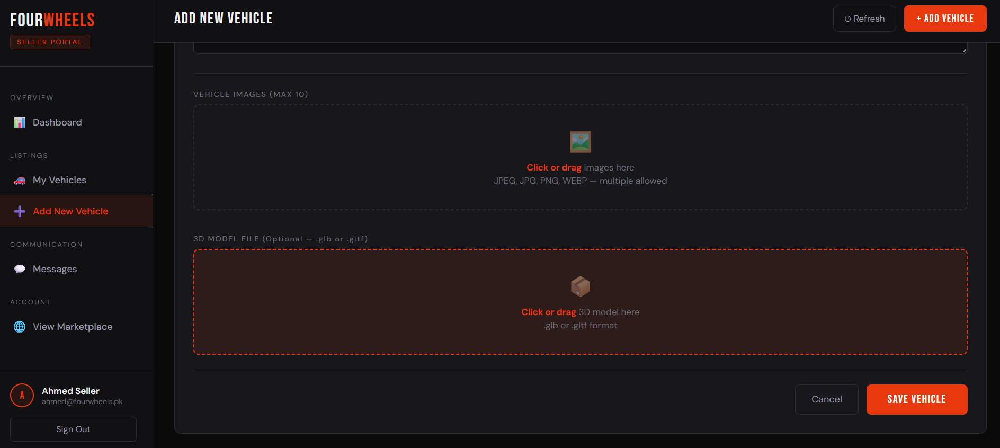 FOURWHEELS
SELLER PORTAL
OVERVIEW
Dashboard
LISTINGS
My Vehicles
Add New Vehicle
COMMUNICATION
Messages
ACCOUNT
View Marketplace
A
Ahmed Seller
ahmed@fourwheels.pk
Sign Out
ADD NEW VEHICLE
↺ Refresh
+ ADD VEHICLE
VEHICLE IMAGES (MAX 10)
Click or drag images here
JPEG, JPG, PNG, WEBP — multiple allowed
3D MODEL FILE (Optional — .glb or .gltf)
Click or drag 3D model here
.glb or .gltf format
Cancel
SAVE VEHICLE